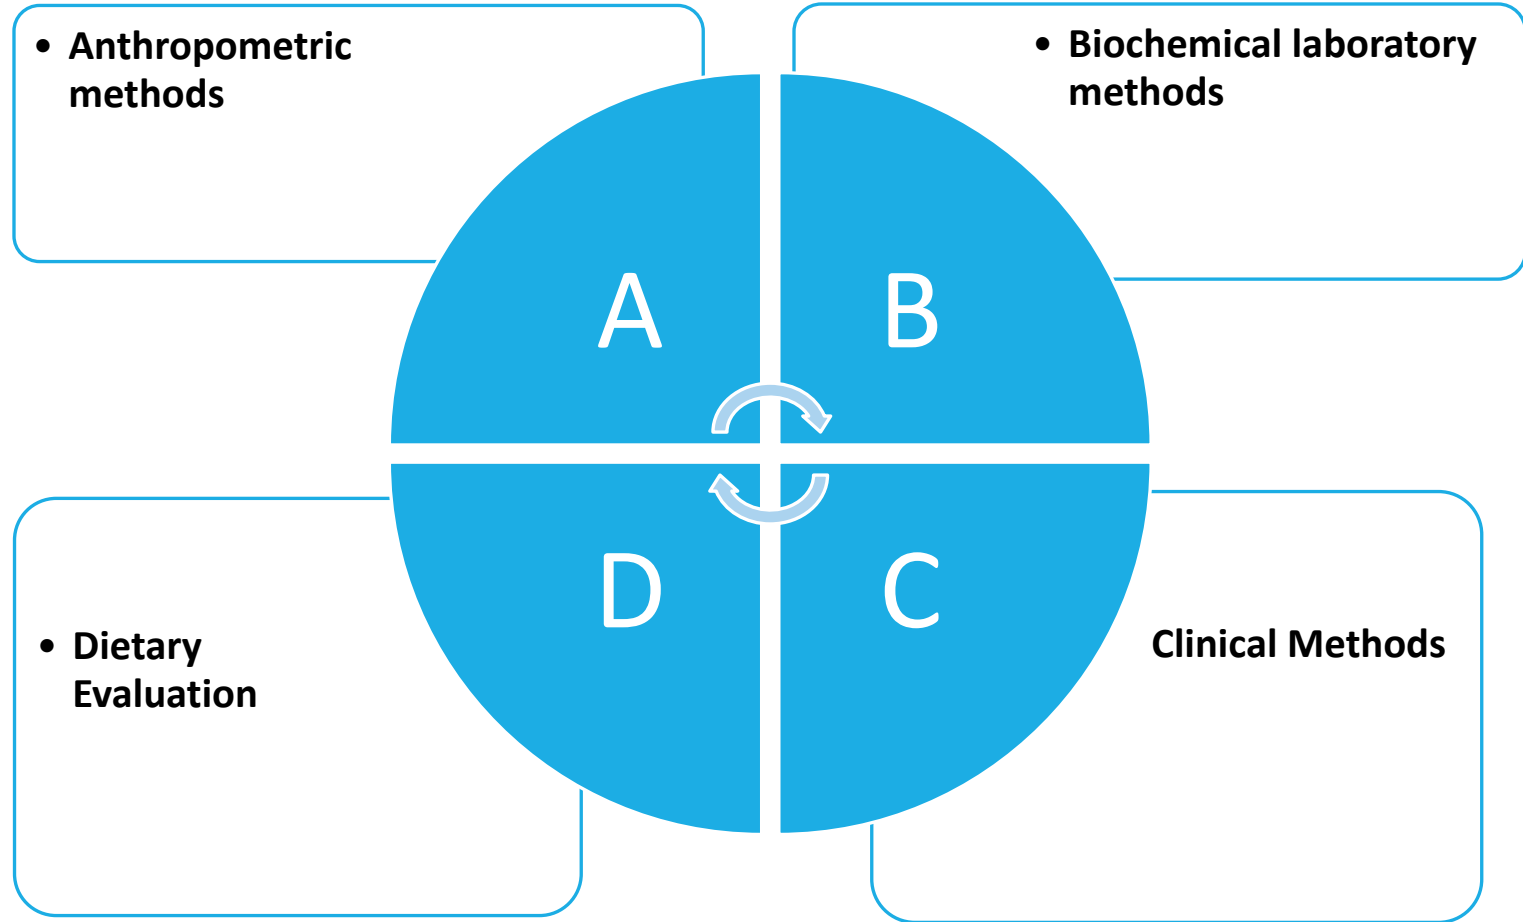 • Anthropometric
methods
• Biochemical laboratory
methods
A
B
D
C
• Dietary
Evaluation
Clinical Methods